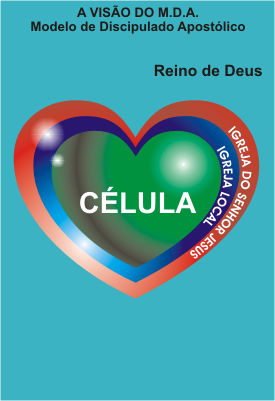 A VISÃO DO M.D.A.
Modelo de Discipulado Apostólico
Reino de Deus
IGREJA DO SENHOR JESUS
IGREJA LOCAL
CÉLULA